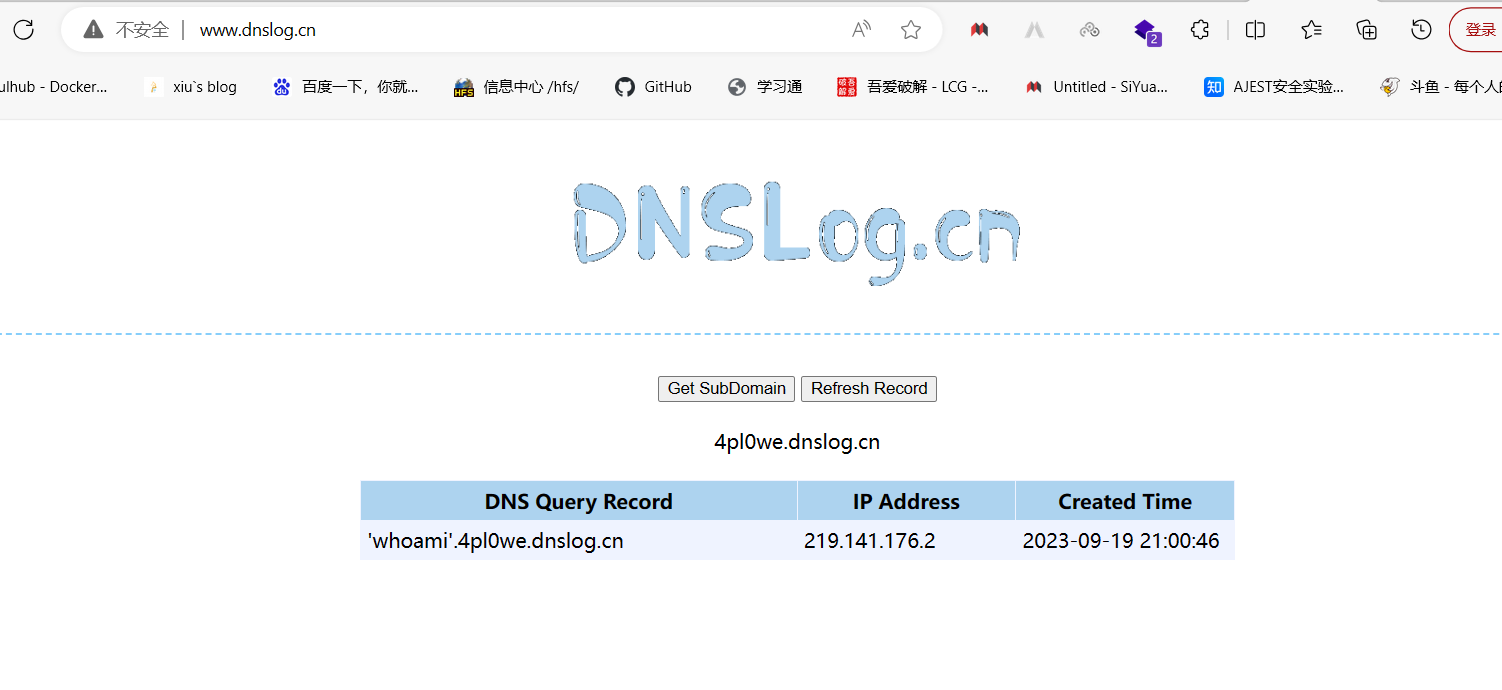 不安全 | www.dnslog.cn 2 登录
ulhub - Docker... xiu`s blog 百度一下，你就... 信息中心 /hfs/ GitHub 学习通 吾爱破解 - LCG -... Untitled - SiYua... AJEST安全实验... 斗鱼 - 每个人的
DNSLog.cn
Get SubDomain Refresh Record
4pl0we.dnslog.cn
DNS Query Record IP Address Created Time
'whoami'.4pl0we.dnslog.cn 219.141.176.2 2023-09-19 21:00:46